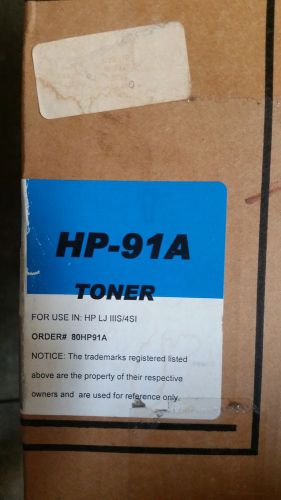 HP-91A
TONER
FOR USE IN: HP LJ IIIS/4SI
ORDER# 80HP91A
NOTICE: The trademarks registered listed
above are the property of their respective
owners and are used for reference only.